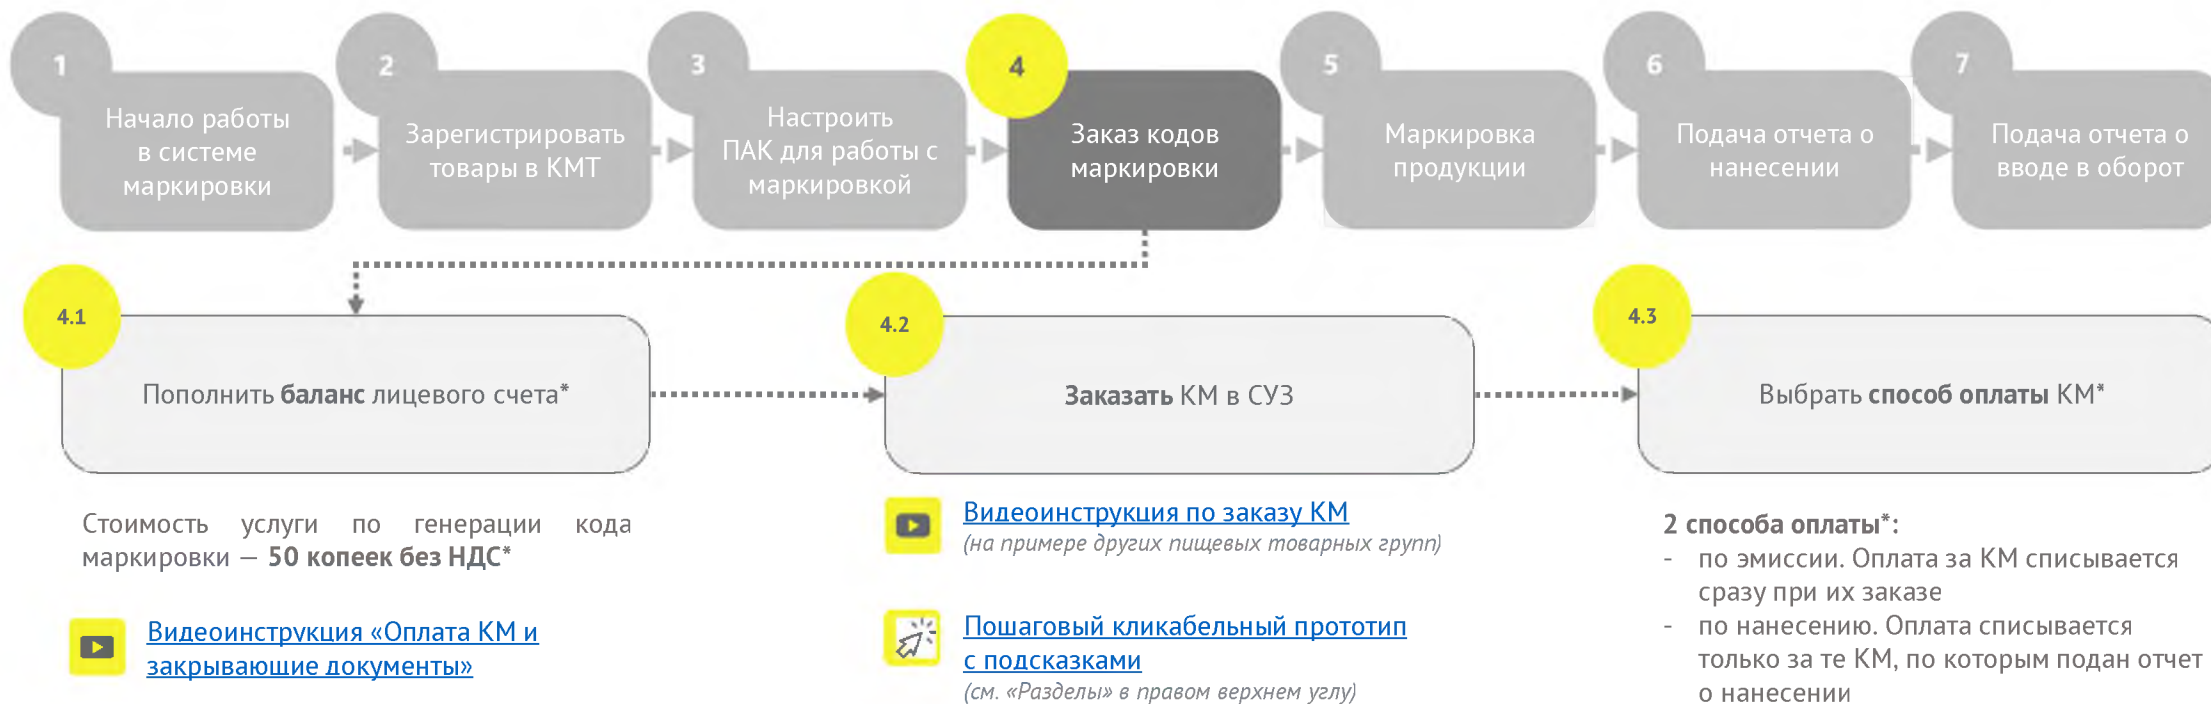 1
Начало работы
в системе
маркировки
2
Зарегистрировать
товары в КМТ
3
Настроить
ПАК для работы с
маркировкой
4
Заказ кодов
маркировки
5
Маркировка
продукции
6
Подача отчета о
нанесении
7
Подача отчета о
вводе в оборот
4.1
Пополнить баланс лицевого счета*
4.2
Заказать КМ в СУЗ
4.3
Выбрать способ оплаты КМ*
Стоимость услуги по генерации кода
маркировки — 50 копеек без НДС*
Видеоинструкция «Оплата КМ и
закрывающие документы»
Видеоинструкция по заказу КМ
(на примере других пищевых товарных групп)
Пошаговый кликабельный прототип
с подсказками
(см. «Разделы» в правом верхнем углу)
2 способа оплаты*:
- по эмиссии. Оплата за КМ списывается
сразу при их заказе
- по нанесению. Оплата списывается
только за те КМ, по которым подан отчет
о нанесении